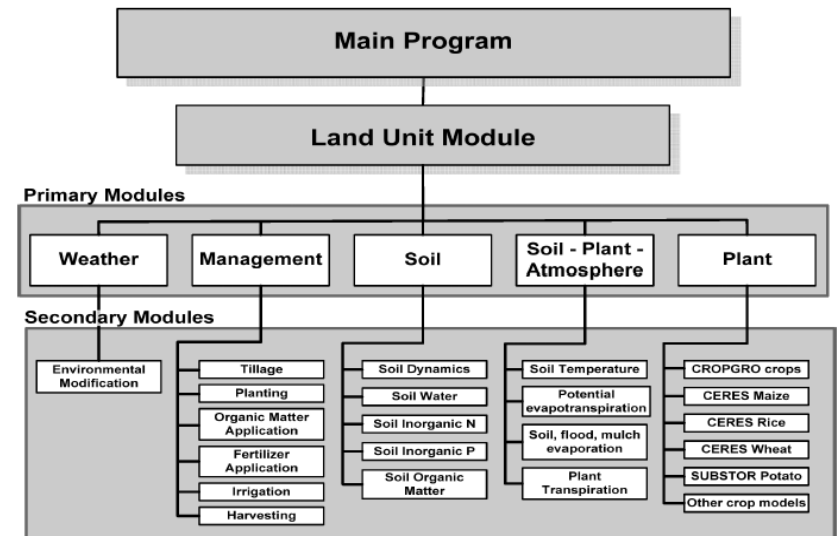 Main Program
Land Unit Module
Primary Modules
Weather
Management
Soil
Soil - Plant -
Atmosphere
Plant
Secondary Modules
Environmental
Modification
Tillage
Planting
Organic Matter
Application
Fertilizer
Application
Irrigation
Harvesting
Soil Dynamics
Soil Water
Soil Inorganic N
Soil Inorganic P
Soil Organic
Matter
Soil Temperature
Potential
evapotranspiration
Soil, flood, mulch
evaporation
Plant
Transpiration
CROPGRO crops
CERES Maize
CERES Rice
CERES Wheat
SUBSTOR Potato
Other crop models